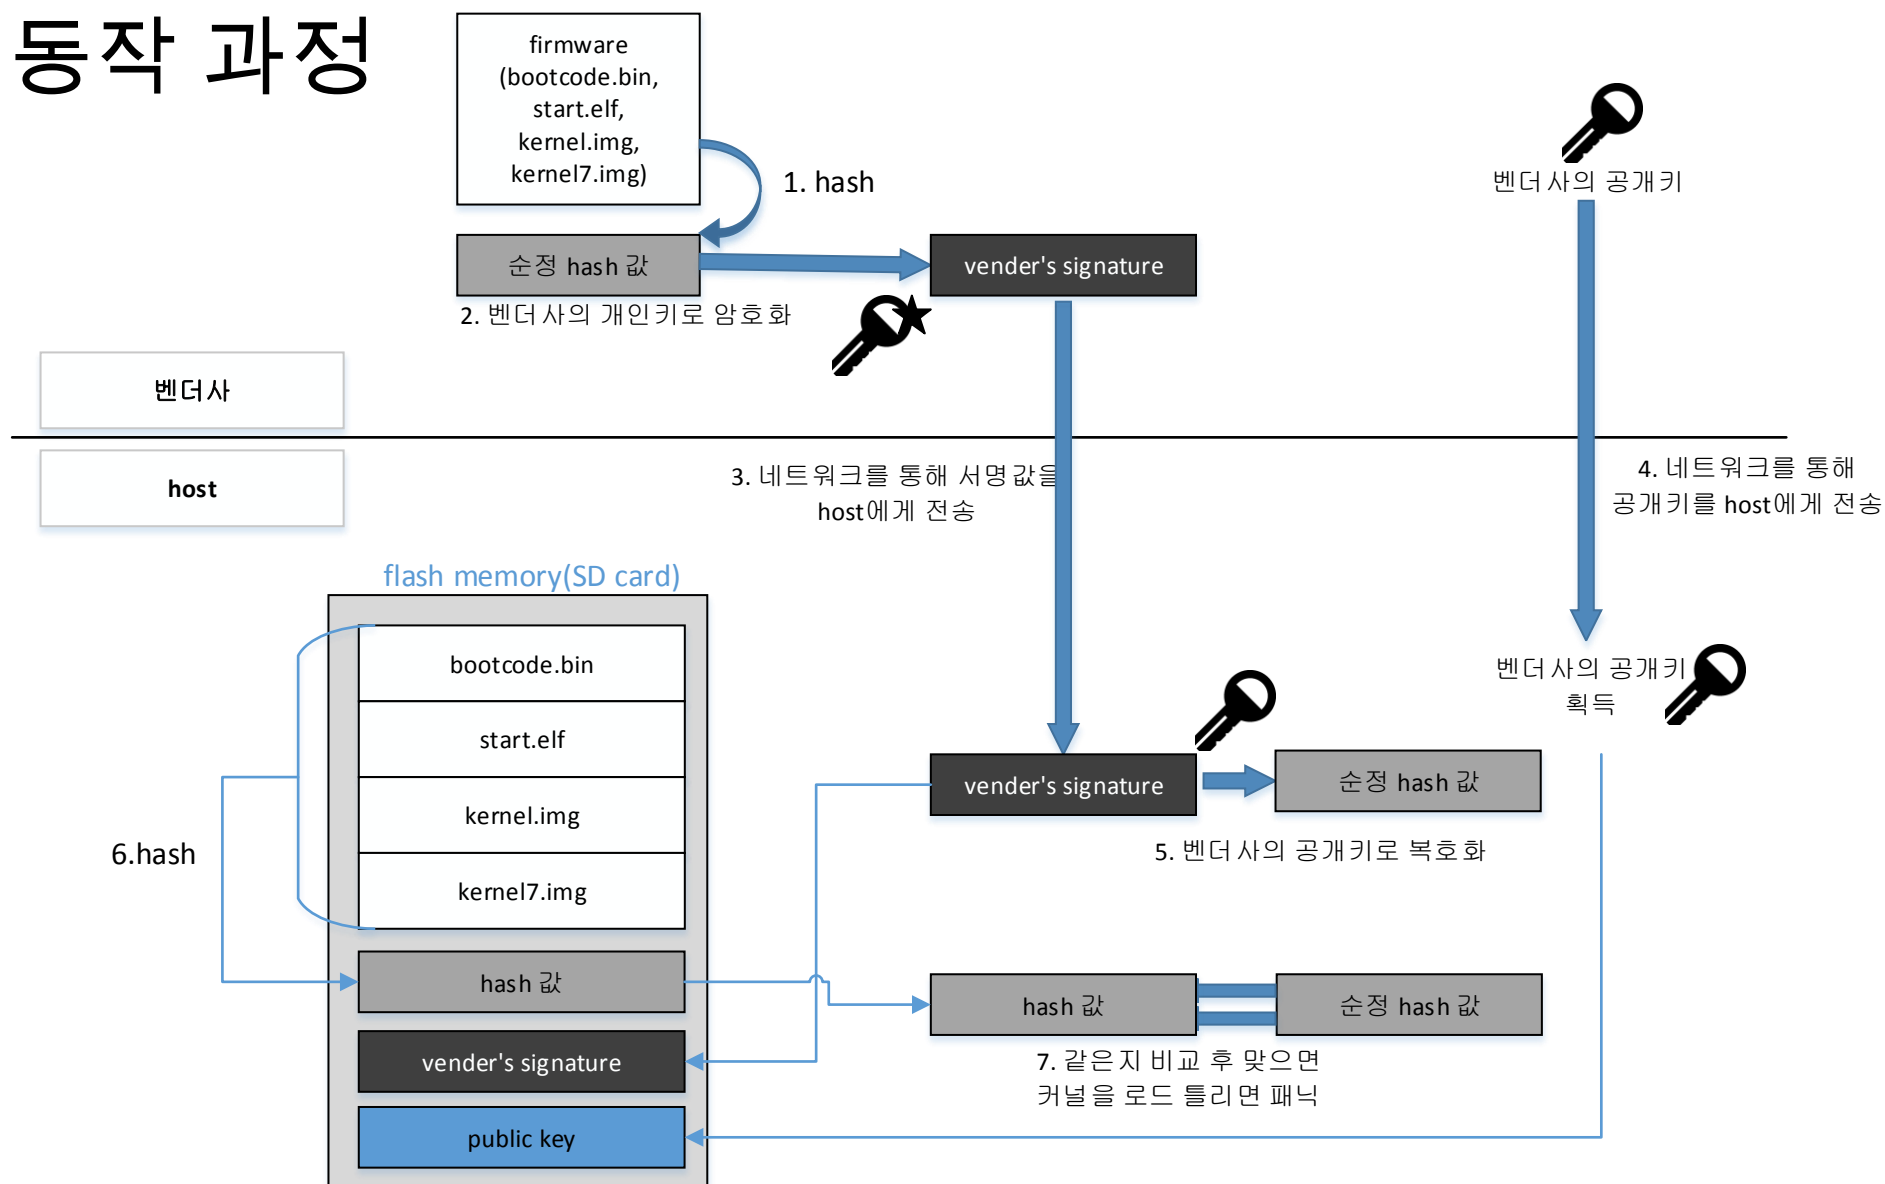 동작 과정
firmware
(bootcode.bin,
start.elf,
kernel.img,
kernel7.img)
1. hash
벤더사의 공개키
순정 hash 값
vender's signature
2. 벤더사의 개인키로 암호화
벤더사
host
3. 네트워크를 통해 서명값을
host에게 전송
4. 네트워크를 통해
공개키를 host에게 전송
flash memory(SD card)
bootcode.bin
start.elf
kernel.img
kernel7.img
6.hash
hash 값
vender's signature
public key
벤더사의 공개키
획득
vender's signature
순정 hash 값
5. 벤더사의 공개키로 복호화
hash 값
순정 hash 값
7. 같은지 비교 후 맞으면
커널을 로드 틀리면 패닉